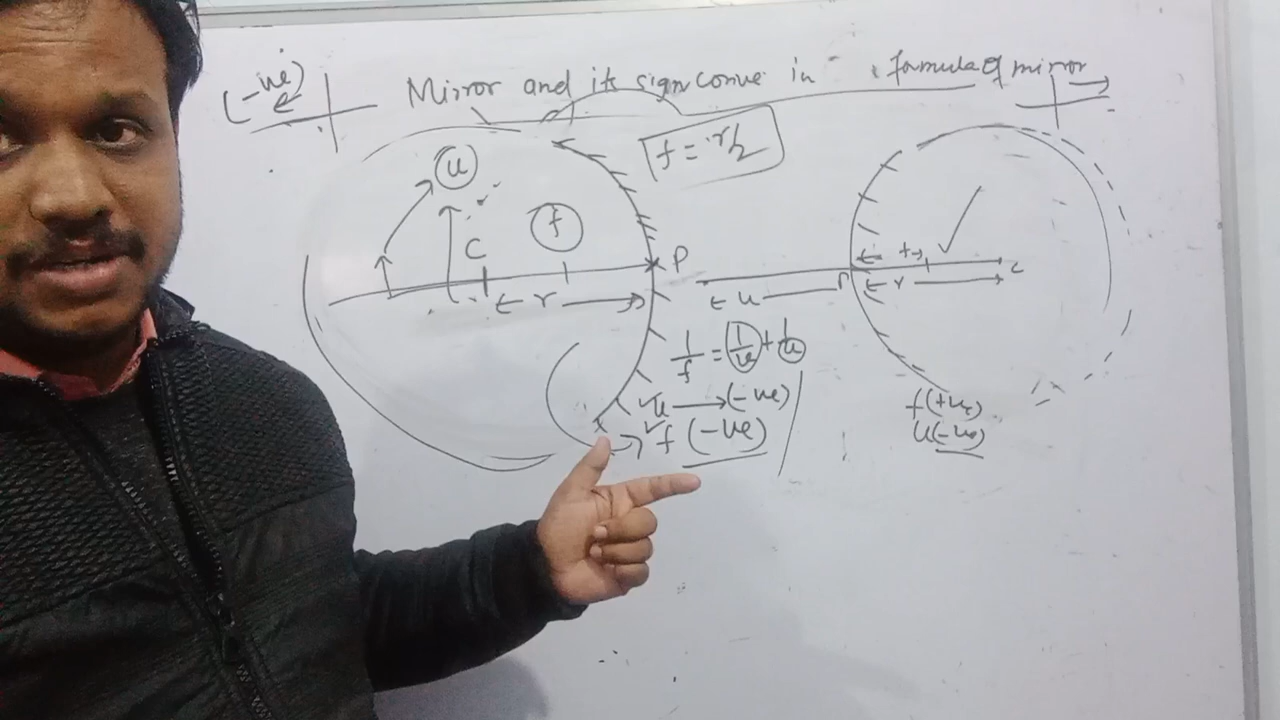 (-ve)
Mirror and its sign conve in formula of mirror
f = r/2
u
C
f
P
r
f
r
C
u
P
1/f = 1/v + 1/u
u → (-ve)
f (-ve)
f(+ve)
u(-ve)